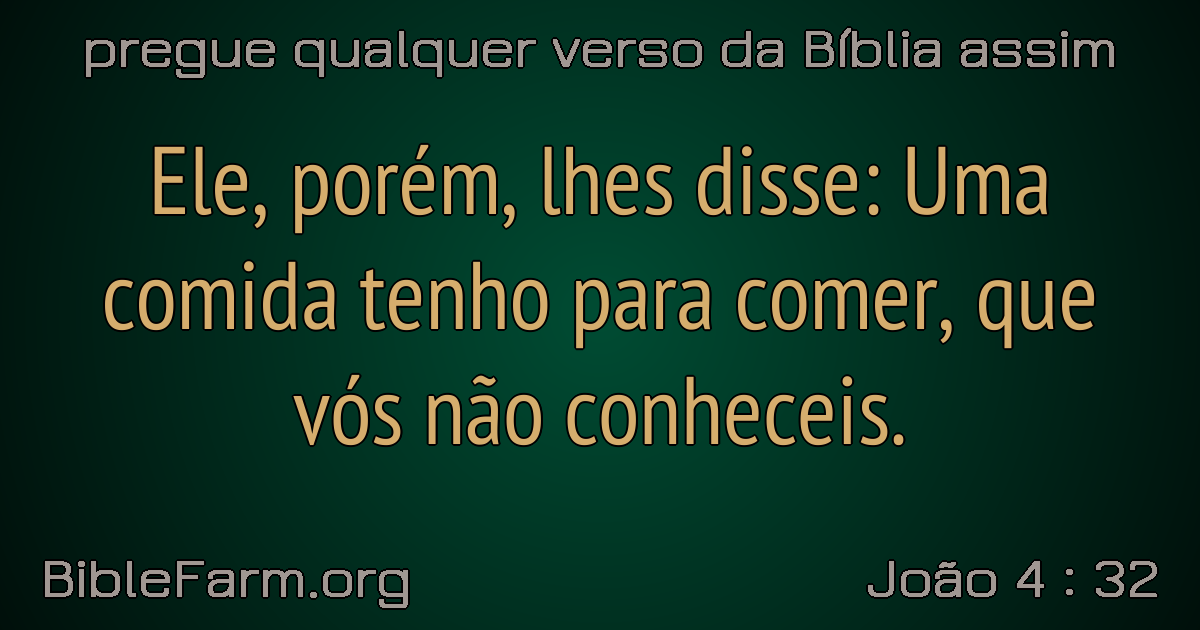 pregue qualquer verso da Bíblia assim
Ele, porém, lhes disse: Uma
comida tenho para comer, que
vós não conheceis.
BibleFarm.org
João 4 : 32